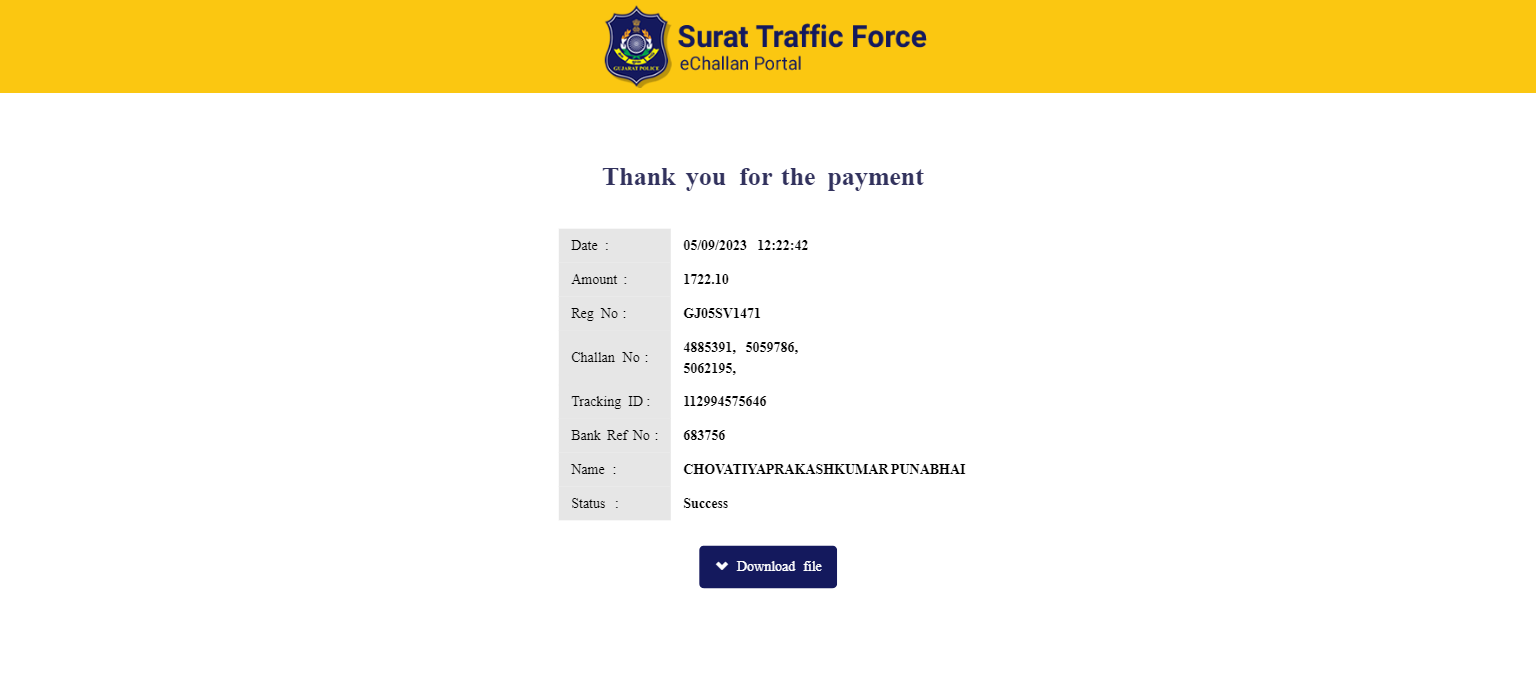 Surat Traffic Force
eChallan Portal
GUJARAT POLICE
Thank you for the payment
Date : 05/09/2023 12:22:42
Amount : 1722.10
Reg No : GJ05SV1471
Challan No : 4885391, 5059786,
5062195,
Tracking ID : 112994575646
Bank Ref No : 683756
Name : CHOVATIYAPRAKASHKUMAR PUNABHAI
Status : Success
Download file